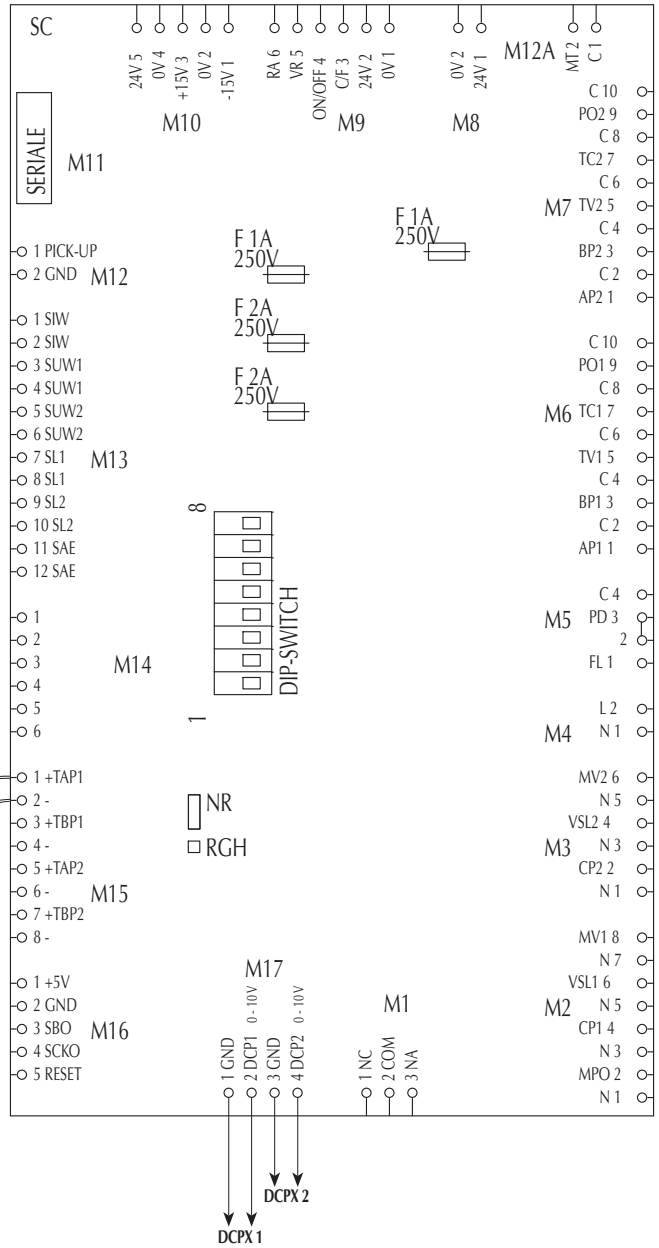 SC
24V 5
0V 4
+15V 3
0V 2
-15V 1
M10
RA 6
VR 5
ON/OFF 4
C/F 3
24V 2
0V 1
M9
0V 2
24V 1
M8
M12A
MT 2
C 1
SERIALE
M11
1 PICK-UP
2 GND
M12
1 SIW
2 SIW
3 SUW1
4 SUW1
5 SUW2
6 SUW2
7 SL1
M13
8 SL1
9 SL2
10 SL2
11 SAE
12 SAE
1
2
3
M14
4
5
6
1 +TAP1
2 -
3 +TBP1
4 -
5 +TAP2
6 -
M15
7 +TBP2
8 -
1 +5V
2 GND
3 SBO
M16
4 SCKO
5 RESET
F 1A
250V
F 2A
250V
F 2A
250V
F 1A
250V
8
DIP-SWITCH
1
NR
RGH
C 10
PO2 9
C 8
TC2 7
C 6
M7
TV2 5
C 4
BP2 3
C 2
AP2 1
C 10
PO1 9
C 8
M6
TC1 7
C 6
TV1 5
C 4
BP1 3
C 2
AP1 1
C 4
M5
PD 3
2
FL 1
L 2
M4
N 1
MV2 6
N 5
VSL2 4
M3
N 3
CP2 2
N 1
MV1 8
N 7
VSL1 6
M2
N 5
CP1 4
N 3
MPO 2
N 1
M17
1 GND
2 DCP1 0 - 10 V
3 GND
4 DCP2 0 - 10 V
M1
1 NC
2 COM
3 NA
DCPX 2
DCPX 1